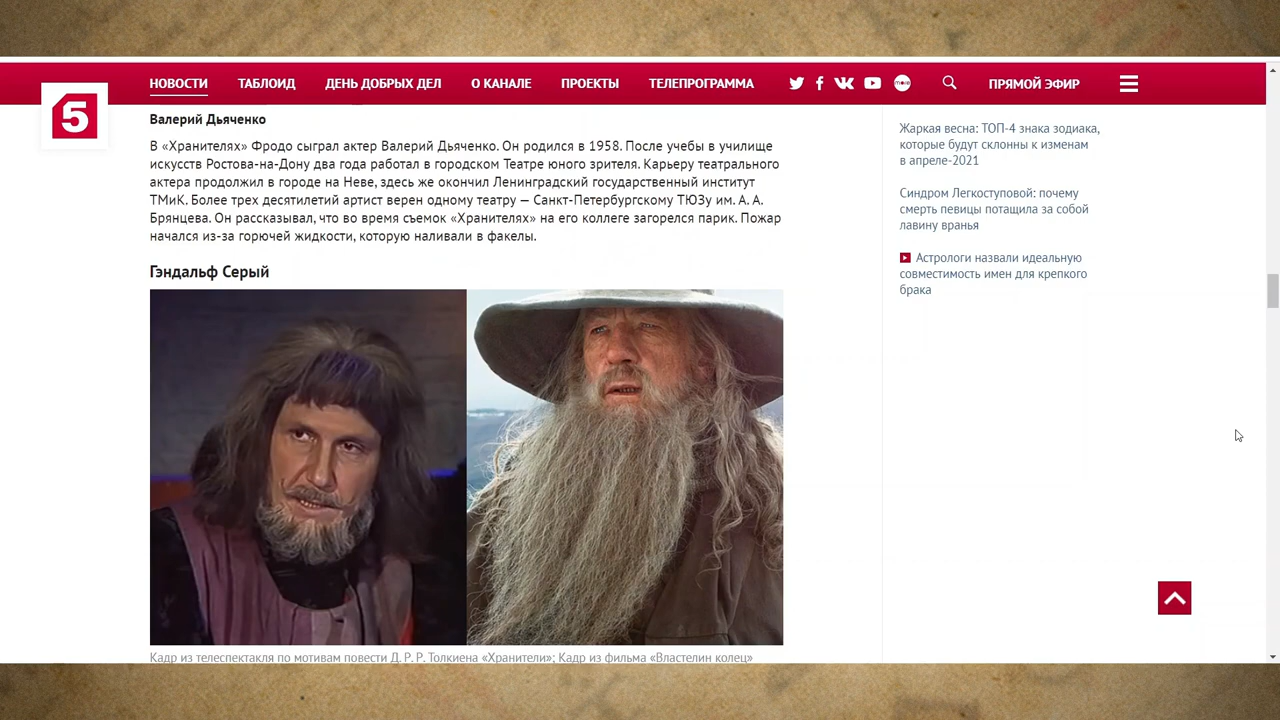 НОВОСТИ ТАБЛОИД ДЕНЬ ДОБРЫХ ДЕЛ О КАНАЛЕ ПРОЕКТЫ ТЕЛЕПРОГРАММА ПРЯМОЙ ЭФИР
5
Валерий Дьяченко
В «Хранителях» Фродо сыграл актер Валерий Дьяченко. Он родился в 1958. После учебы в училище
искусств Ростова-на-Дону два года работал в городском Театре юного зрителя. Карьеру театрального
актера продолжил в городе на Неве, здесь же окончил Ленинградский государственный институт
ТМиК. Более трех десятилетий артист верен одному театру — Санкт-Петербургскому ТЮЗу им. А. А.
Брянцева. Он рассказывал, что во время съемок «Хранителях» на его коллеге загорелся парик. Пожар
начался из-за горючей жидкости, которую наливали в факелы.
Гэндальф Серый
Кадр из телеспектакля по мотивам повести Д. Р. Р. Толкиена «Хранители»; Кадр из фильма «Властелин колец»
Жаркая весна: ТОП-4 знака зодиака,
которые будут склонны к изменам
в апреле-2021
Синдром Легкоступовой: почему
смерть певицы потащила за собой
лавину вранья
Астрологи назвали идеальную
совместимость имен для крепкого
брака